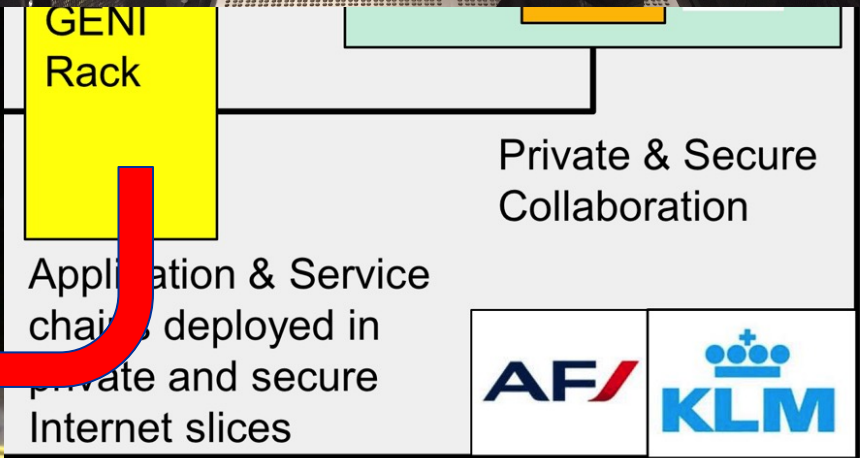 GENI
Rack
Private & Secure
Collaboration
Application & Service
chains deployed in
private and secure
Internet slices
AF
KLM